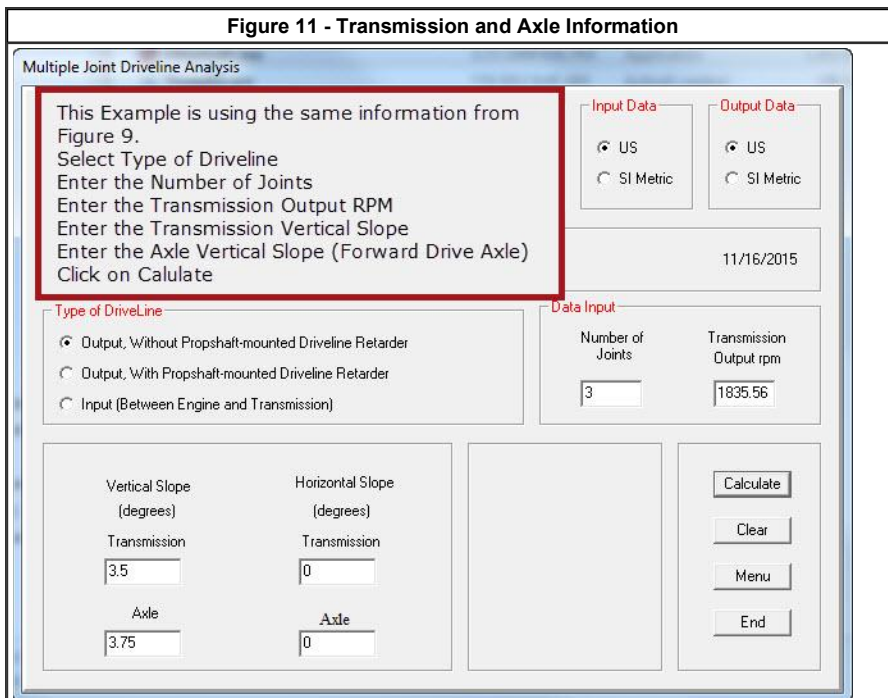 Figure 11 - Transmission and Axle Information
Multiple Joint Driveline Analysis
This Example is using the same information from
Figure 9.
Select Type of Driveline
Enter the Number of Joints
Enter the Transmission Output RPM
Enter the Transmission Vertical Slope
Enter the Axle Vertical Slope (Forward Drive Axle)
Click on Calulate
Input Data
US
SI Metric
Output Data
US
SI Metric
11/16/2015
Type of DriveLine
Output, Without Propshaft-mounted Driveline Retarder
Output, With Propshaft-mounted Driveline Retarder
Input (Between Engine and Transmission)
Data Input
Number of
Joints
3
Transmission
Output rpm
1835.56
Vertical Slope
(degrees)
Transmission
3.5
Axle
3.75
Horizontal Slope
(degrees)
Transmission
0
Axle
0
Calculate
Clear
Menu
End